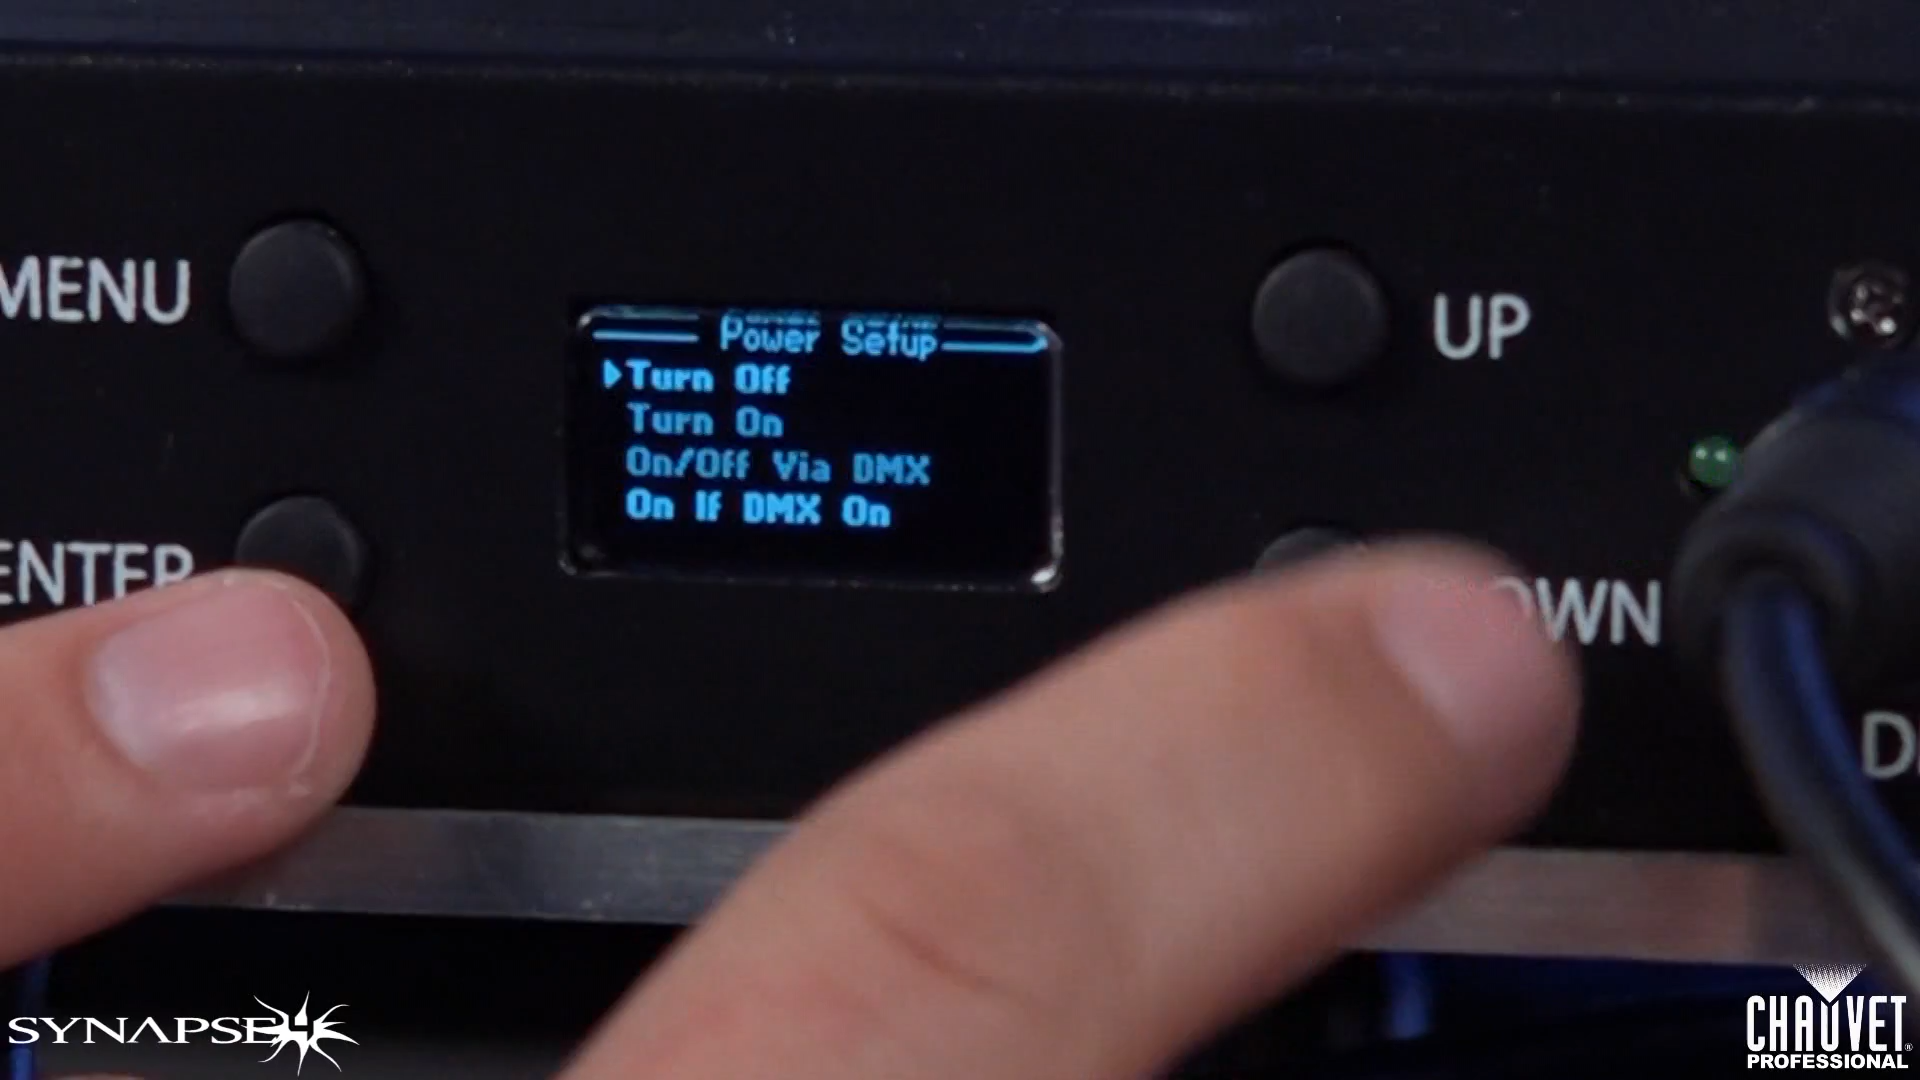 MENU
UP
Power Setup
Turn Off
Turn On
On/Off Via DMX
On If DMX On
ENTER
OWN
D
SYNAPSE 4
CHAUVET®
PROFESSIONAL